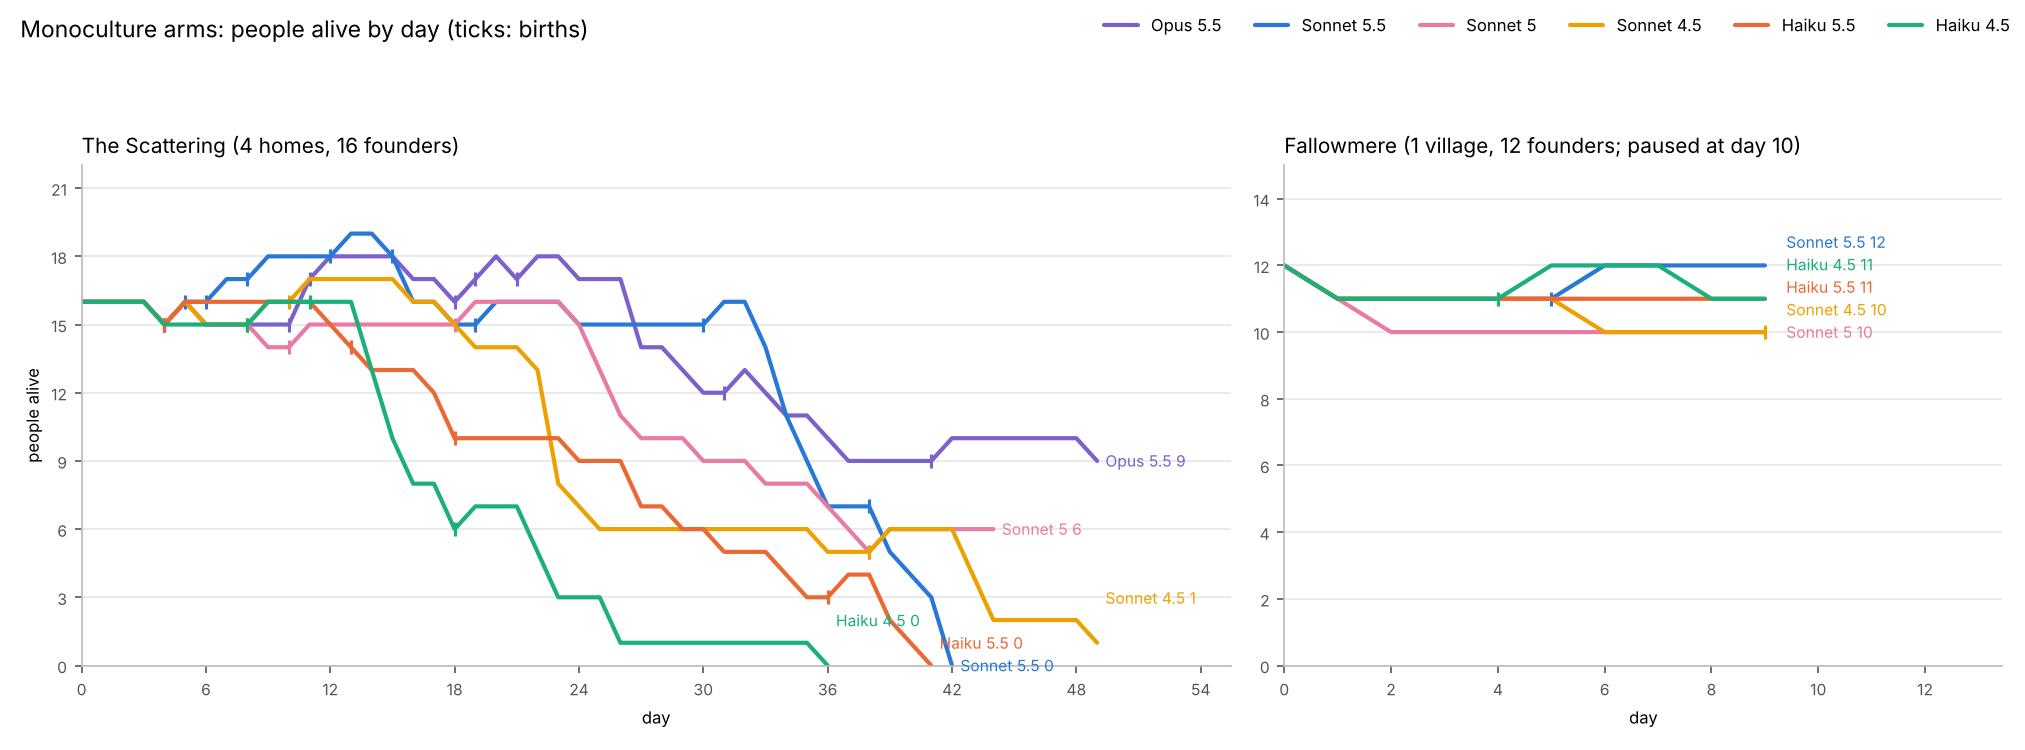 Monoculture arms: people alive by day (ticks: births)
Opus 5.5
Sonnet 5.5
Sonnet 5
Sonnet 4.5
Haiku 5.5
Haiku 4.5
The Scattering (4 homes, 16 founders)
21
18
15
12
9
6
3
0
people alive
0
6
12
18
24
30
36
42
48
54
day
Opus 5.5 9
Sonnet 5 6
Sonnet 4.5 1
Haiku 4.5 0
Haiku 5.5 0
Sonnet 5.5 0
Fallowmere (1 village, 12 founders; paused at day 10)
14
12
10
8
6
4
2
0
0
2
4
6
8
10
12
day
Sonnet 5.5 12
Haiku 4.5 11
Haiku 5.5 11
Sonnet 4.5 10
Sonnet 5 10